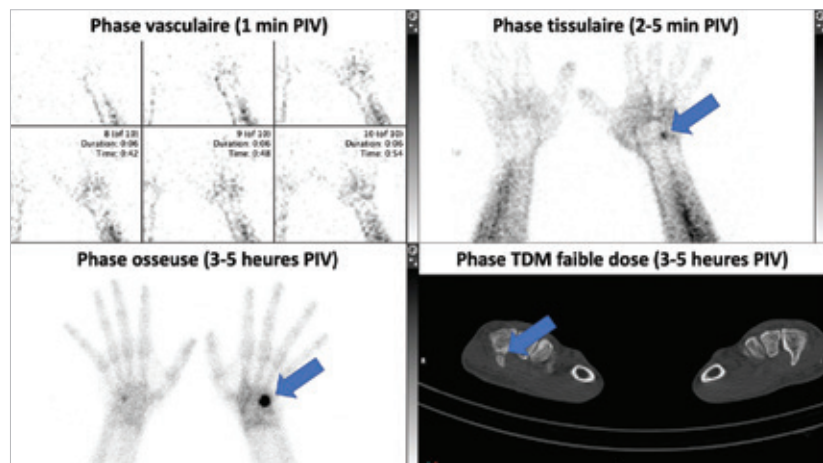 Phase vasculaire (1 min PIV)
Phase tissulaire (2-5 min PIV)
8 (of 10)
Duration: 0:06
Time: 0:42
9 (of 10)
Duration: 0:06
Time: 0:48
10 (of 10)
Duration: 0:06
Time: 0:54
Phase osseuse (3-5 heures PIV)
Phase TDM faible dose (3-5 heures PIV)